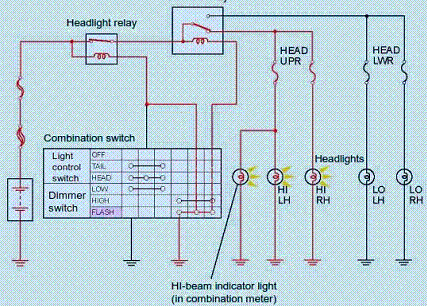 Headlight relay
HEAD
UPR
HEAD
LWR
Combination switch
Light
control
switch
OFF
TAIL
HEAD
Dimmer
switch
LOW
HIGH
FLASH
Headlights
HI
LH
HI
RH
LO
LH
LO
RH
HI-beam indicator light
(in combination meter)